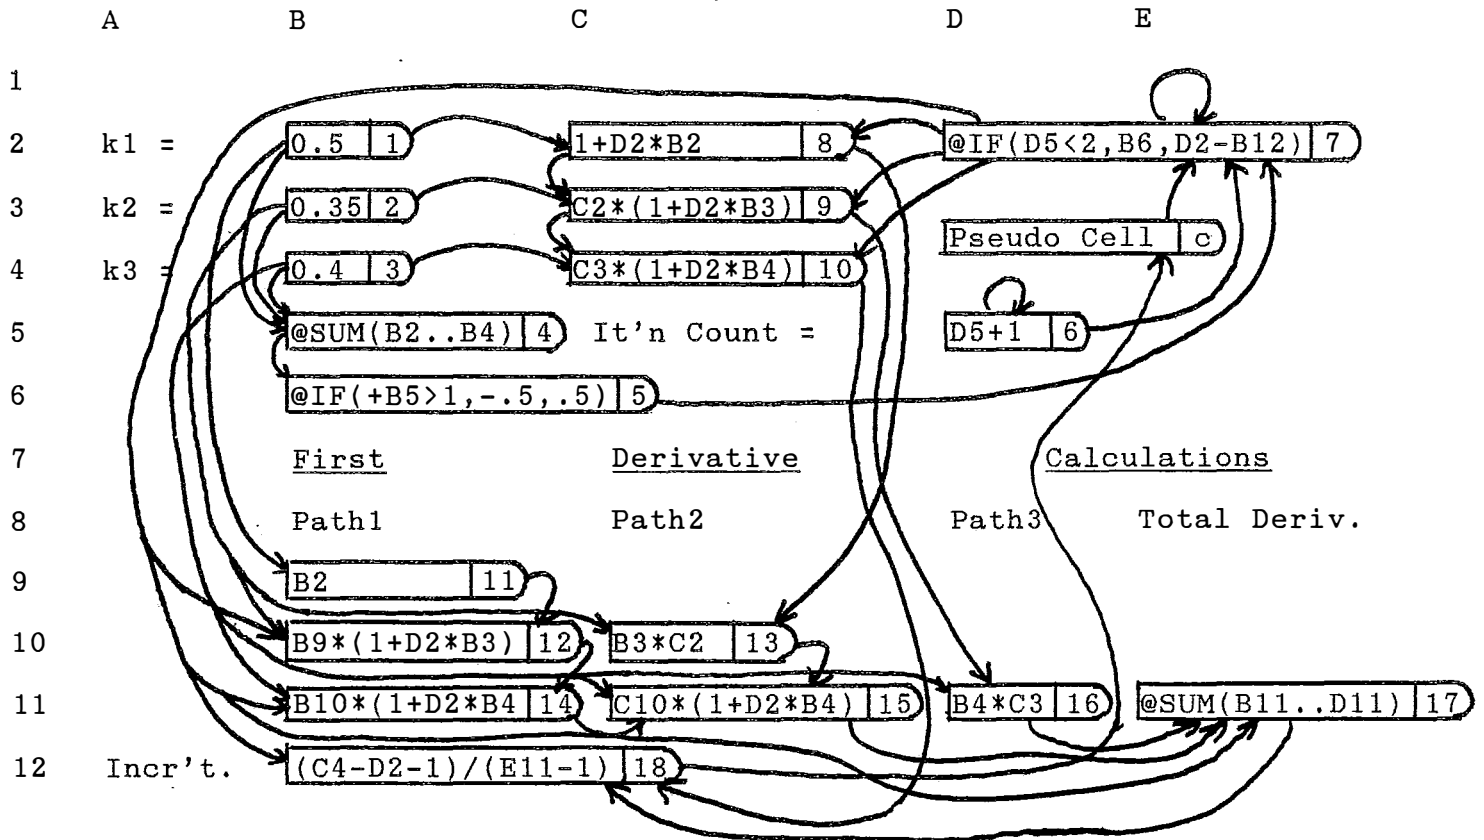 A B C D E
1
2 k1 = 0.5 1 1+D2*B2 8 @IF(D5<2,B6,D2-B12) 7
3 k2 = 0.35 2 C2*(1+D2*B3) 9
Pseudo Cell c
4 k3 = 0.4 3 C3*(1+D2*B4) 10
5 @SUM(B2..B4) 4 It'n Count = D5+1 6
6 @IF(+B5>1,-.5,.5) 5
7 First Derivative Calculations
8 Path1 Path2 Path3 Total Deriv.
9 B2 11
10 B9*(1+D2*B3) 12 B3*C2 13
11 B10*(1+D2*B4 14 C10*(1+D2*B4) 15 B4*C3 16 @SUM(B11..D11) 17
12 Incr't. (C4-D2-1)/(E11-1) 18